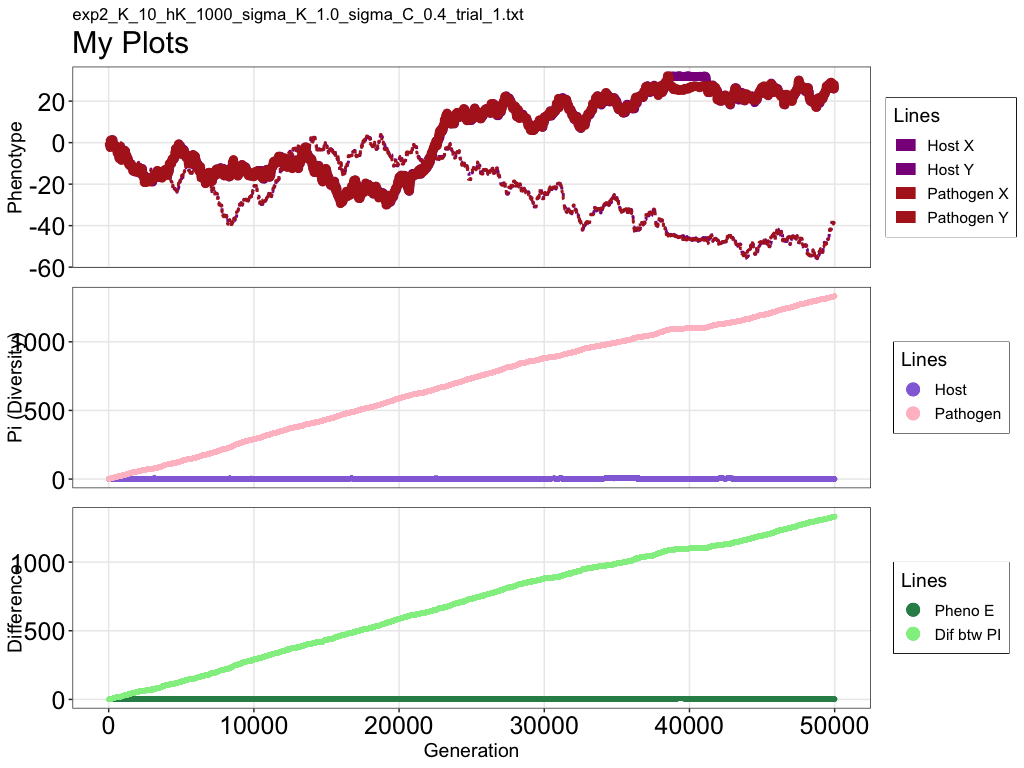 exp2_K_10_hK_1000_sigma_K_1.0_sigma_C_0.4_trial_1.txt
My Plots
Phenotype
20
0
-20
-40
-60
Lines
Host X
Host Y
Pathogen X
Pathogen Y
Pi (Diversity)
1000
500
0
Lines
Host
Pathogen
Difference
1000
500
0
Lines
Pheno E
Dif btw PI
0 10000 20000 30000 40000 50000
Generation